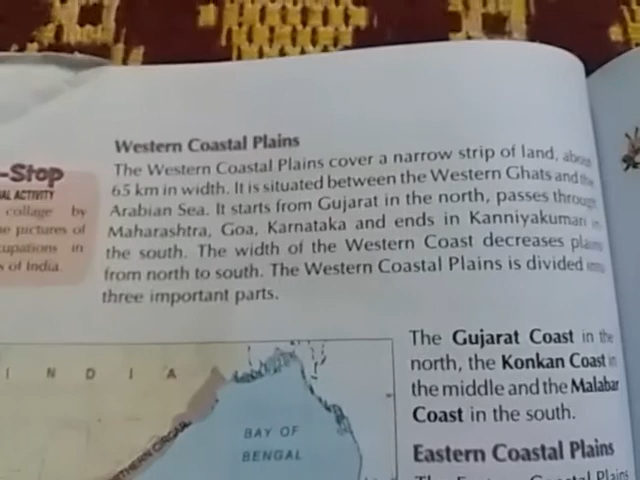 Western Coastal Plains
The Western Coastal Plains cover a narrow strip of land, about
65 km in width. It is situated between the Western Ghats and the
Arabian Sea. It starts from Gujarat in the north, passes through
Maharashtra, Goa, Karnataka and ends in Kanniyakumari in
the south. The width of the Western Coast decreases
from north to south. The Western Coastal Plains is divided
three important parts.
-Stop
ACTIVITY
collage by
pictures of
in
of India.
The Gujarat Coast in the
north, the Konkan Coast in
the middle and the Malabar
Coast in the south.
Eastern Coastal Plains
I N D I A
BAY OF
BENGAL